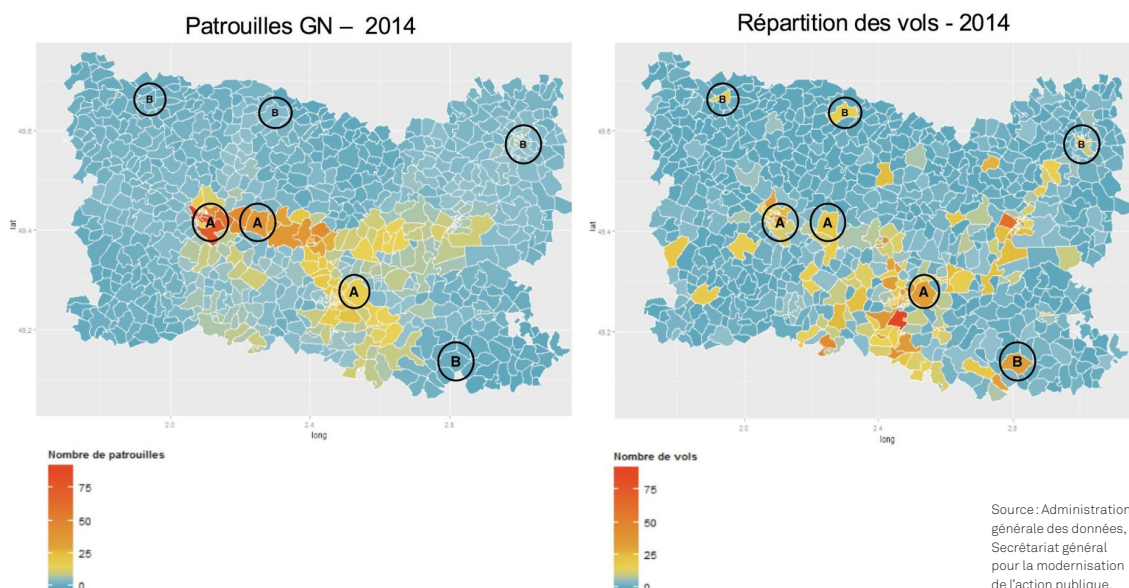 Patrouilles GN – 2014
B
B
B
A
A
A
B
lat
49.6
49.4
49.2
2.0
2.4
2.8
long
Nombre de patrouilles
75
50
25
0
Répartition des vols - 2014
B
B
B
A
A
A
B
lat
49.6
49.4
49.2
2.0
2.4
2.8
long
Nombre de vols
75
50
25
0
Source : Administration
générale des données,
Secrétariat général
pour la modernisation
de l'action publique